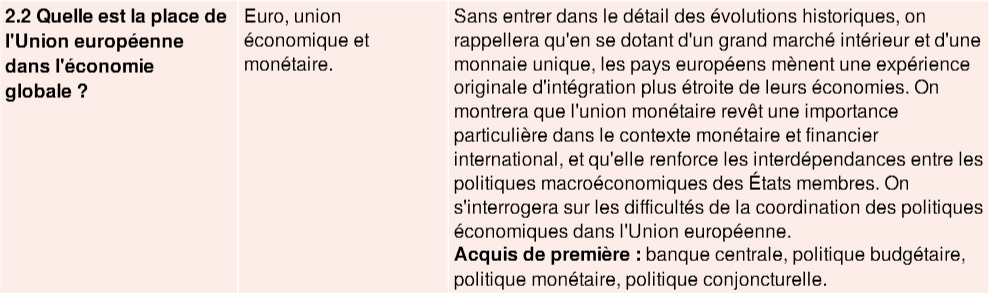 2.2 Quelle est la place de
l'Union européenne
dans l'économie
globale ?
Euro, union
économique et
monétaire.
Sans entrer dans le détail des évolutions historiques, on
rappellera qu'en se dotant d'un grand marché intérieur et d'une
monnaie unique, les pays européens mènent une expérience
originale d'intégration plus étroite de leurs économies. On
montrera que l'union monétaire revêt une importance
particulière dans le contexte monétaire et financier
international, et qu'elle renforce les interdépendances entre les
politiques macroéconomiques des États membres. On
s'interrogera sur les difficultés de la coordination des politiques
économiques dans l'Union européenne.
Acquis de première : banque centrale, politique budgétaire,
politique monétaire, politique conjoncturelle.